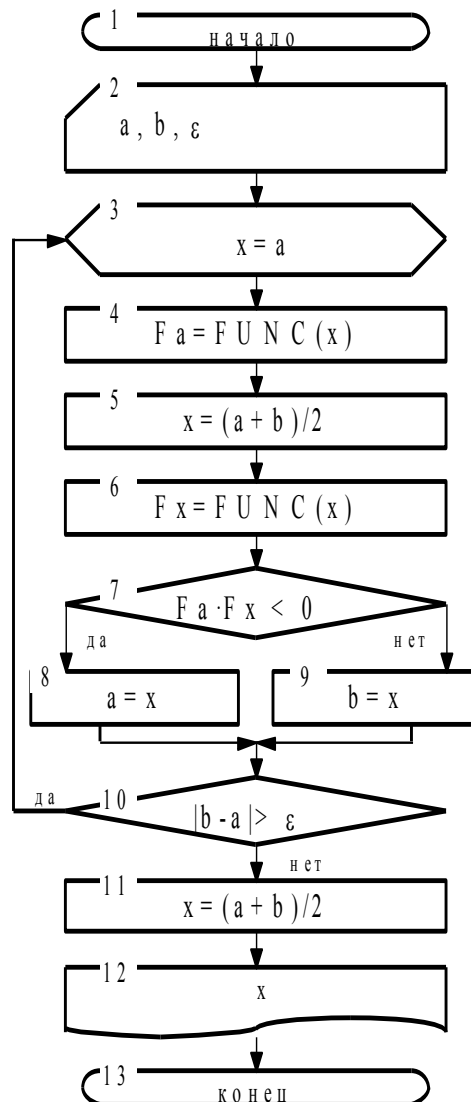 1
начало
2
a, b, ε
3
x=a
4
Fa=FUNC(x)
5
x=(a+b)/2
6
Fx=FUNC(x)
7
Fa·Fx < 0
да
нет
8
a=x
9
b=x
да
10
|b-a|> ε
нет
11
x=(a+b)/2
12
x
13
конец